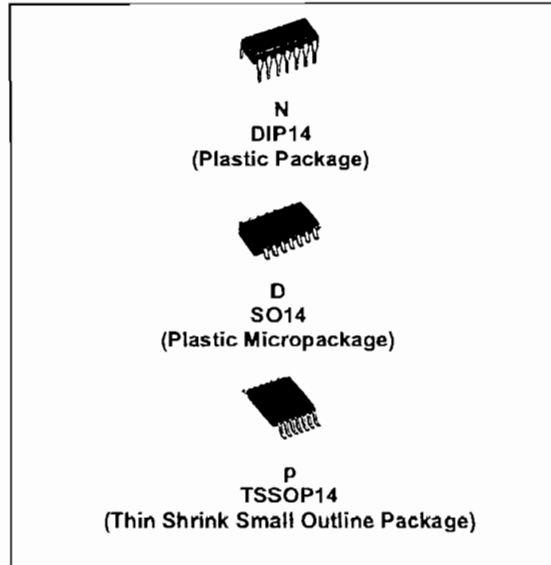 N
DIP14
(Plastic Package)
D
SO14
(Plastic Micropackage)
P
TSSOP14
(Thin Shrink Small Outline Package)